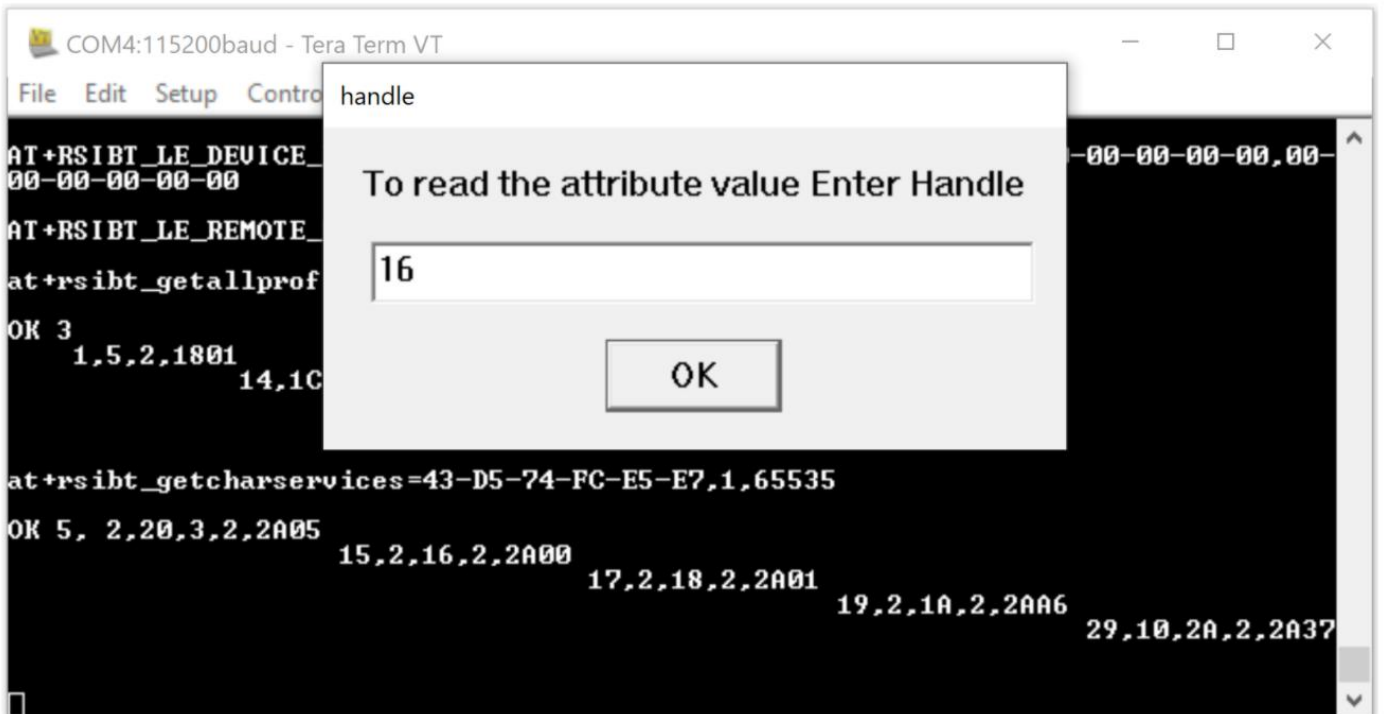 COM4:115200baud - Tera Term VT
File Edit Setup Contro
handle
AT+RSIBT_LE_DEVICE_
-00-00-00-00,00-
00-00-00-00-00
To read the attribute value Enter Handle
AT+RSIBT_LE_REMOTE_
16
at+rsibt_getallprof
OK 3
1,5,2,1801
14,1C
OK
at+rsibt_getcharservices=43-D5-74-FC-E5-E7,1,65535
OK 5, 2,20,3,2,2A05
15,2,16,2,2A00
17,2,18,2,2A01
19,2,1A,2,2AA6
29,10,2A,2,2A37